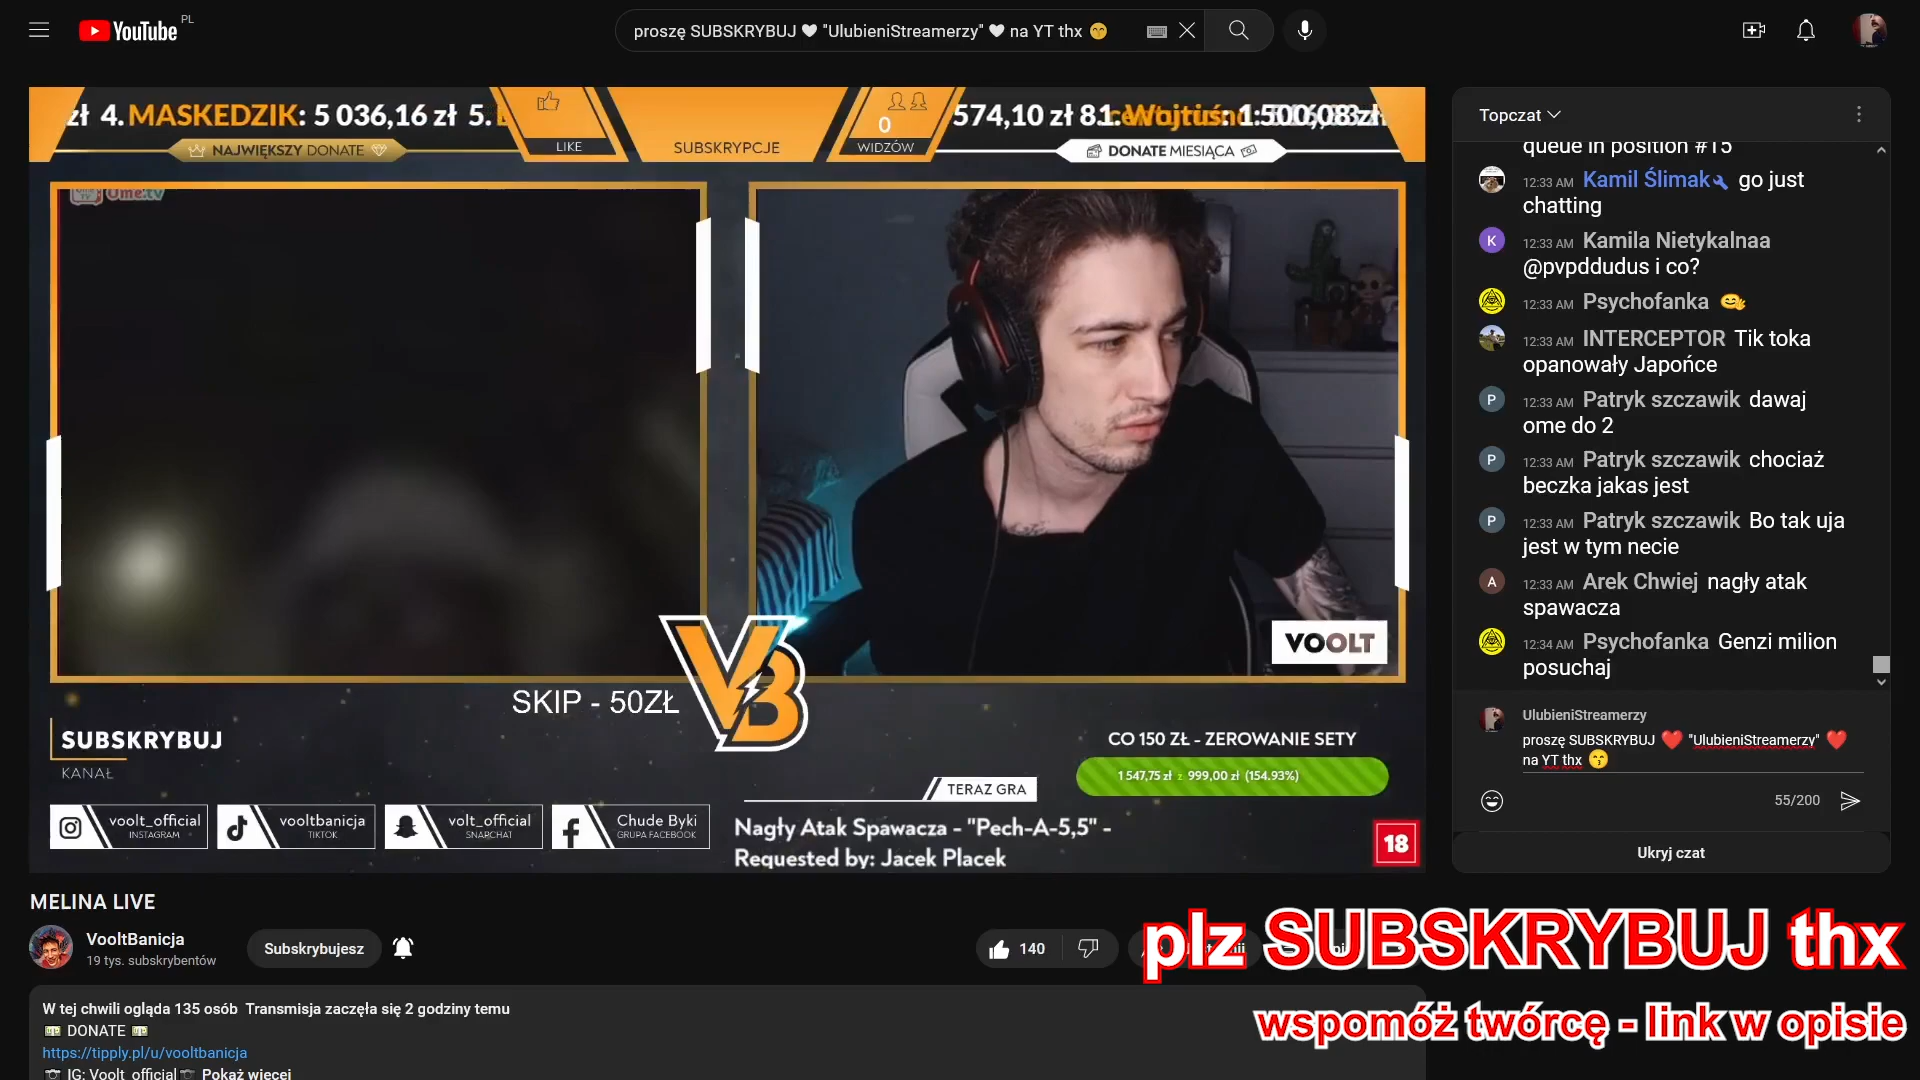 YouTube PL
proszę SUBSKRYBUJ 🤍 "UlubieniStreamerzy" 🤍 na YT thx 😙
zł 4. MASKEDZIK: 5 036,16 zł 5.
NAJWIĘKSZY DONATE
LIKE
SUBSKRYPCJE
0
WIDZÓW
574,10 zł 81.
DONATE MIESIĄCA
Ome.tv
VOOLT
VB
SKIP - 50ZŁ
SUBSKRYBUJ
KANAŁ
CO 150 ZŁ - ZEROWANIE SETY
1 547,75 zł z 999,00 zł (154.93%)
TERAZ GRA
Nagły Atak Spawacza - "Pech-A-5,5" -
Requested by: Jacek Placek
voolt_official
INSTAGRAM
vooltbanicja
TIKTOK
volt_official
SNAPCHAT
Chude Byki
GRUPA FACEBOOK
18
MELINA LIVE
VooltBanicja
19 tys. subskrybentów
Subskrybujesz
140
W tej chwili ogląda 135 osób Transmisja zaczęła się 2 godziny temu
DONATE
https://tipply.pl/u/vooltbanicja
IG: Voolt_official Pokaż więcej
Topczat
queue in position #15
12:33 AM Kamil Ślimak go just
chatting
K 12:33 AM Kamila Nietykalnaa
@pvpddudus i co?
12:33 AM Psychofanka
12:33 AM INTERCEPTOR Tik toka
opanowały Japońce
P 12:33 AM Patryk szczawik dawaj
ome do 2
P 12:33 AM Patryk szczawik chociaż
beczka jakas jest
P 12:33 AM Patryk szczawik Bo tak uja
jest w tym necie
A 12:33 AM Arek Chwiej nagły atak
spawacza
12:34 AM Psychofanka Genzi milion
posuchaj
UlubieniStreamerzy
proszę SUBSKRYBUJ ❤️ "UlubieniStreamerzy" ❤️
na YT thx 😙
55/200
Ukryj czat
plz SUBSKRYBUJ thx
wspomóż twórcę - link w opisie